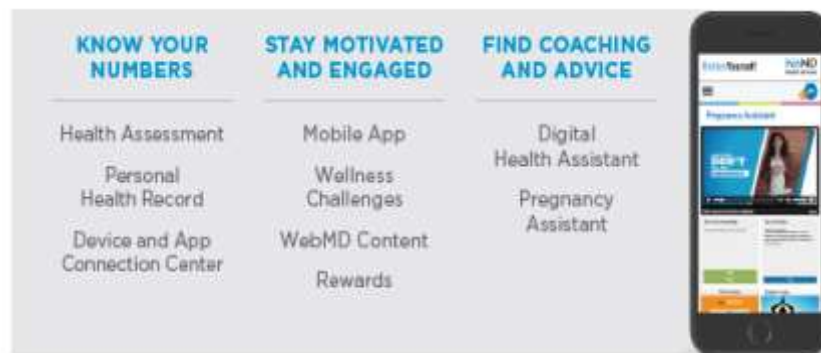 KNOW YOUR
NUMBERS
Health Assessment
Personal
Health Record
Device and App
Connection Center
STAY MOTIVATED
AND ENGAGED
Mobile App
Wellness
Challenges
WebMD Content
Rewards
FIND COACHING
AND ADVICE
Digital
Health Assistant
Pregnancy
Assistant
Pregnancy Assistant